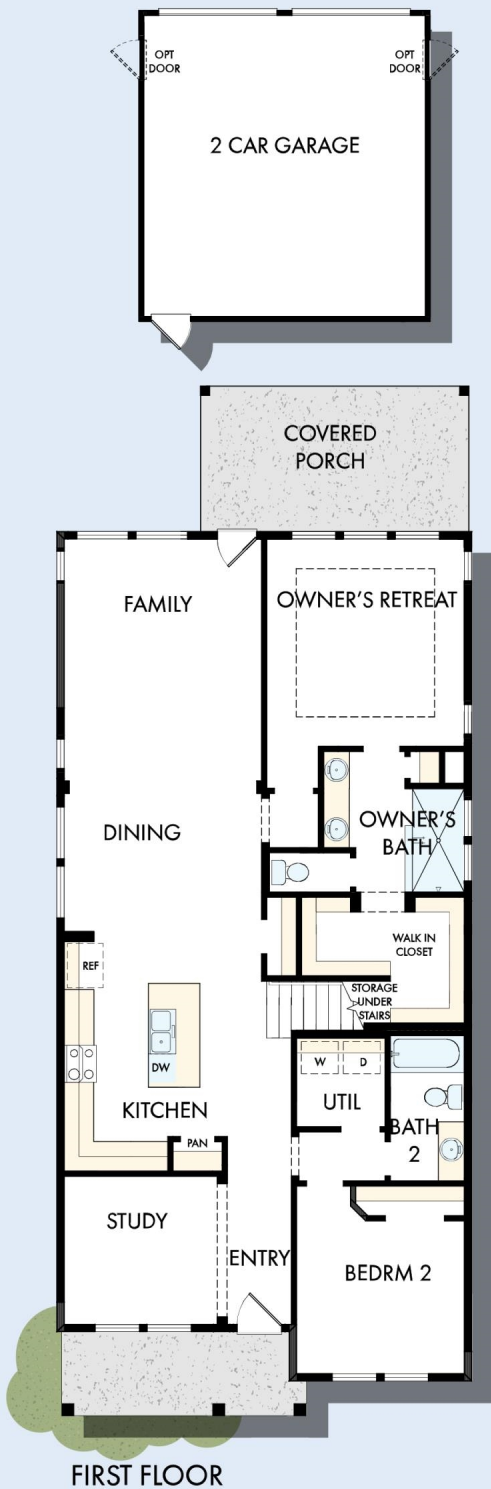 OPT
DOOR
OPT
DOOR
2 CAR GARAGE
COVERED
PORCH
FAMILY
OWNER'S RETREAT
DINING
OWNER'S
BATH
WALK IN
CLOSET
REF
STORAGE
UNDER
STAIRS
W
D
DW
UTIL
KITCHEN
BATH
2
PAN
STUDY
ENTRY
BEDRM 2
FIRST FLOOR